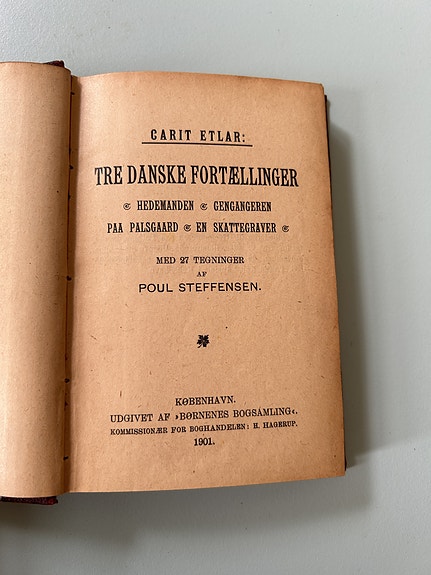 CARIT ETLAR:
TRE DANSKE FORTÆLLINGER
HEDEMANDEN GENGANGEREN
PAA PALSGAARD EN SKATTEGRAVER
MED 27 TEGNINGER
AF
POUL STEFFENSEN.
KØBENHAVN.
UDGIVET AF »BØRNENES BOGSAMLING«.
KOMMISSIONÆR FOR BOGHANDELEN: H. HAGERUP.
1901.